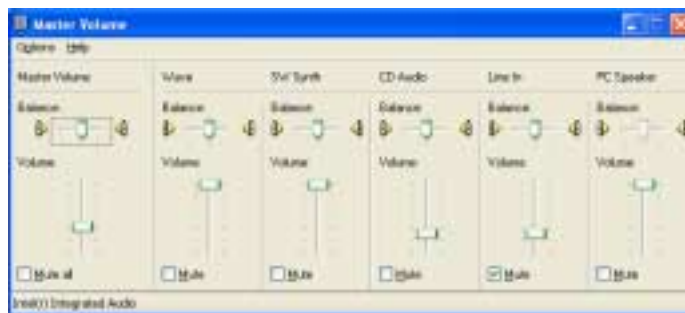 Master Volume
Options Help
Master Volume Wave SW Synth CD Audio Line In PC Speaker
Balance: Balance: Balance: Balance: Balance: Balance:
Volume: Volume: Volume: Volume: Volume: Volume:
Mute all Mute Mute Mute Mute Mute
Intel(r) Integrated Audio